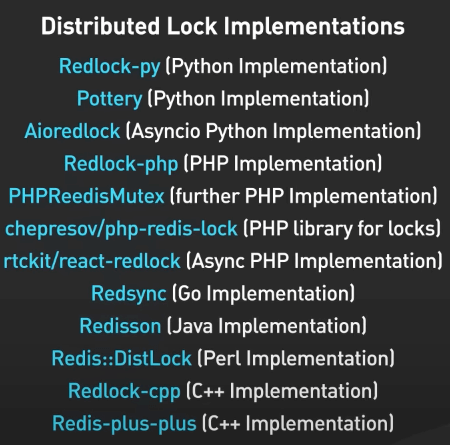 Distributed Lock Implementations
Redlock-py (Python Implementation)
Pottery (Python Implementation)
Aioredlock (Asyncio Python Implementation)
Redlock-php (PHP Implementation)
PHPReedisMutex (further PHP Implementation)
chepresov/php-redis-lock (PHP library for locks)
rtckit/react-redlock (Async PHP Implementation)
Redsync (Go Implementation)
Redisson (Java Implementation)
Redis::DistLock (Perl Implementation)
Redlock-cpp (C++ Implementation)
Redis-plus-plus (C++ Implementation)